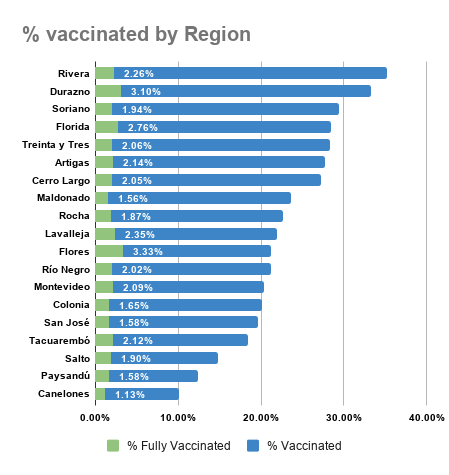 % vaccinated by Region
Rivera 2.26%
Durazno 3.10%
Soriano 1.94%
Florida 2.76%
Treinta y Tres 2.06%
Artigas 2.14%
Cerro Largo 2.05%
Maldonado 1.56%
Rocha 1.87%
Lavalleja 2.35%
Flores 3.33%
Río Negro 2.02%
Montevideo 2.09%
Colonia 1.65%
San José 1.58%
Tacuarembó 2.12%
Salto 1.90%
Paysandú 1.58%
Canelones 1.13%
0.00% 10.00% 20.00% 30.00% 40.00%
% Fully Vaccinated % Vaccinated